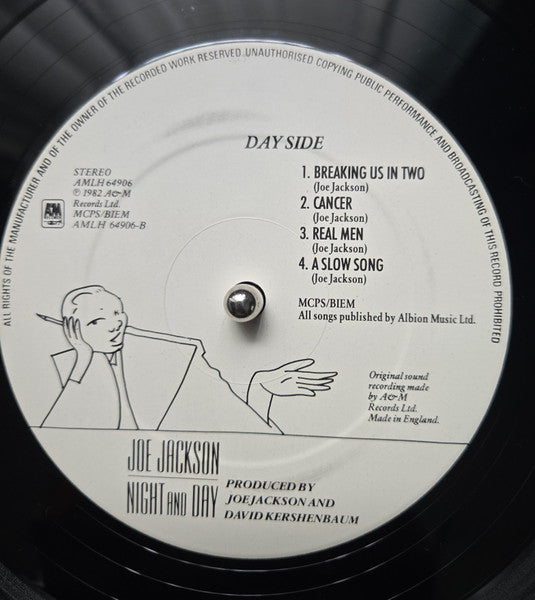 ALL RIGHTS OF THE MANUFACTURER AND OF THE OWNER OF THE RECORDED WORK RESERVED. UNAUTHORISED COPYING PUBLIC PERFORMANCE AND BROADCASTING OF THIS RECORD PROHIBITED
DAY SIDE
STEREO
AMLH 64906
℗ 1982 A&M
Records Ltd.
MCPS/BIEM
AMLH 64906-B
A&M
1. BREAKING US IN TWO
(Joe Jackson)
2. CANCER
(Joe Jackson)
3. REAL MEN
(Joe Jackson)
4. A SLOW SONG
(Joe Jackson)
MCPS/BIEM
All songs published by Albion Music Ltd.
Original sound
recording made
by A&M
Records Ltd.
Made in England.
JOE JACKSON
NIGHT AND DAY
PRODUCED BY
JOE JACKSON AND
DAVID KERSHENBAUM